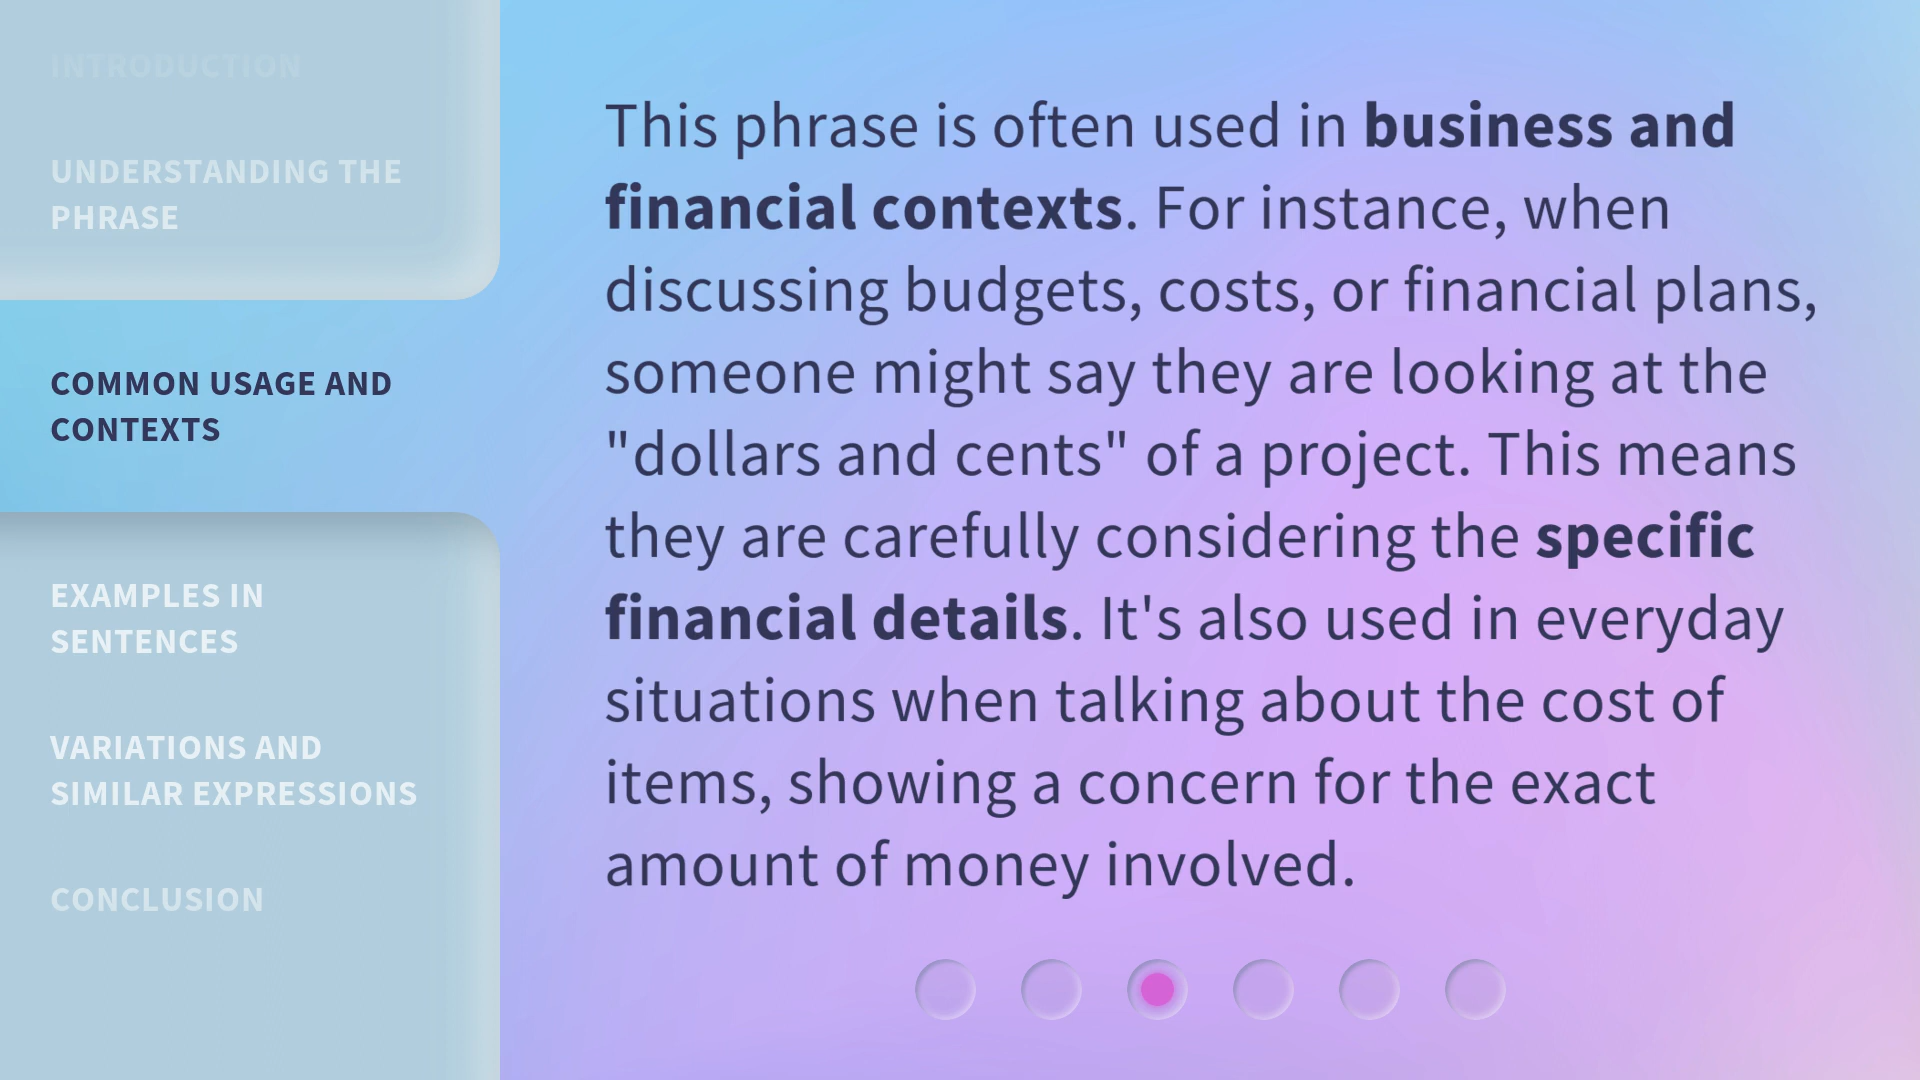 INTRODUCTION
UNDERSTANDING THE
PHRASE
COMMON USAGE AND
CONTEXTS
EXAMPLES IN
SENTENCES
VARIATIONS AND
SIMILAR EXPRESSIONS
CONCLUSION
This phrase is often used in business and
financial contexts. For instance, when
discussing budgets, costs, or financial plans,
someone might say they are looking at the
"dollars and cents" of a project. This means
they are carefully considering the specific
financial details. It's also used in everyday
situations when talking about the cost of
items, showing a concern for the exact
amount of money involved.